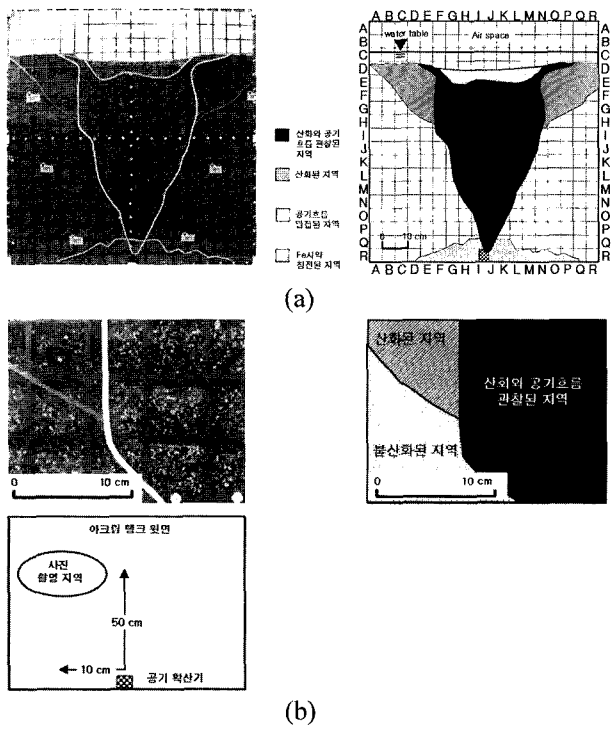 A B C D E F G H I J K L M N O P Q R
A
B
C
D
E
F
G
H
I
J
K
L
M
N
O
P
Q
R
water table
Air space
A
B
C
D
E
F
G
H
I
J
K
L
M
N
O
P
Q
R
0 10 cm
A B C D E F G H I J K L M N O P Q R
산화와 공기
흐름 관찰된
지역
산화된 지역
공기흐름
밀집된 지역
Fe시약
침전된 지역
(a)
0 10 cm
산화된 지역
산화와 공기흐름
관찰된 지역
불산화된 지역
0 10 cm
아크릴 탱크
사진
촬영 지역
50 cm
10 cm
공기 확산기
(b)